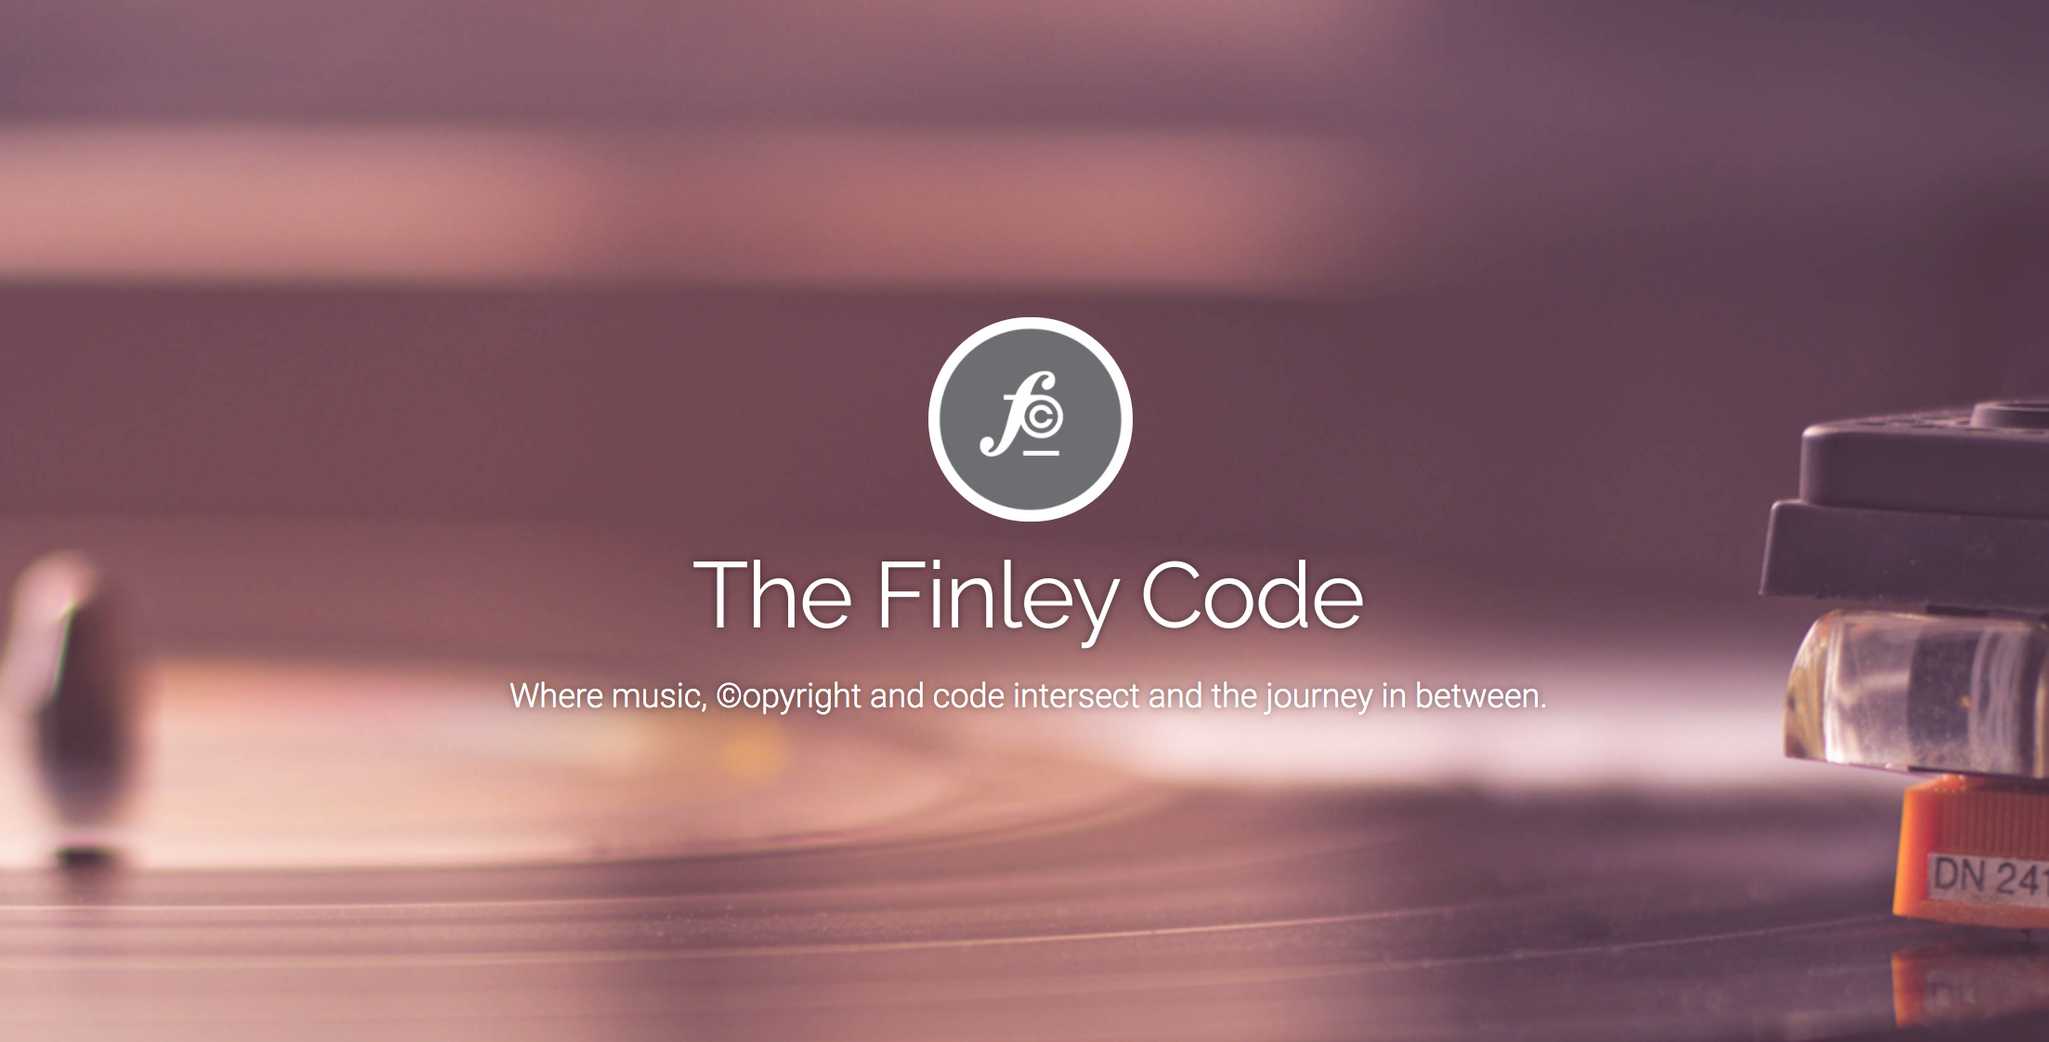 f©
The Finley Code
Where music, ©opyright and code intersect and the journey in between.
DN 241